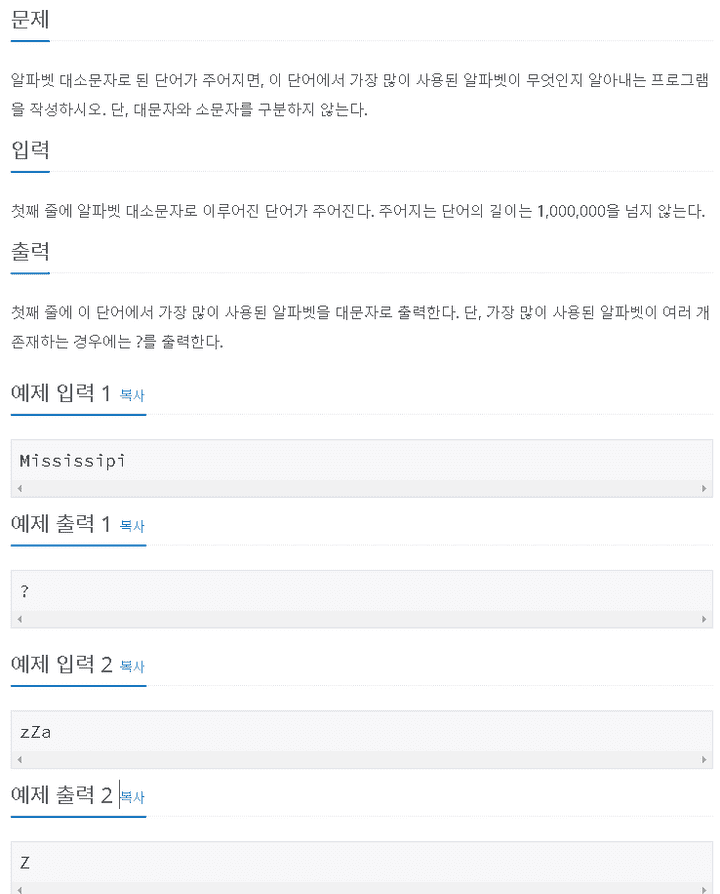 문제
알파벳 대소문자로 된 단어가 주어지면, 이 단어에서 가장 많이 사용된 알파벳이 무엇인지 알아내는 프로그램
을 작성하시오. 단, 대문자와 소문자를 구분하지 않는다.
입력
첫째 줄에 알파벳 대소문자로 이루어진 단어가 주어진다. 주어지는 단어의 길이는 1,000,000을 넘지 않는다.
출력
첫째 줄에 이 단어에서 가장 많이 사용된 알파벳을 대문자로 출력한다. 단, 가장 많이 사용된 알파벳이 여러 개
존재하는 경우에는 ?를 출력한다.
예제 입력 1 복사
Mississipi
예제 출력 1 복사
?
예제 입력 2 복사
zZa
예제 출력 2 복사
Z